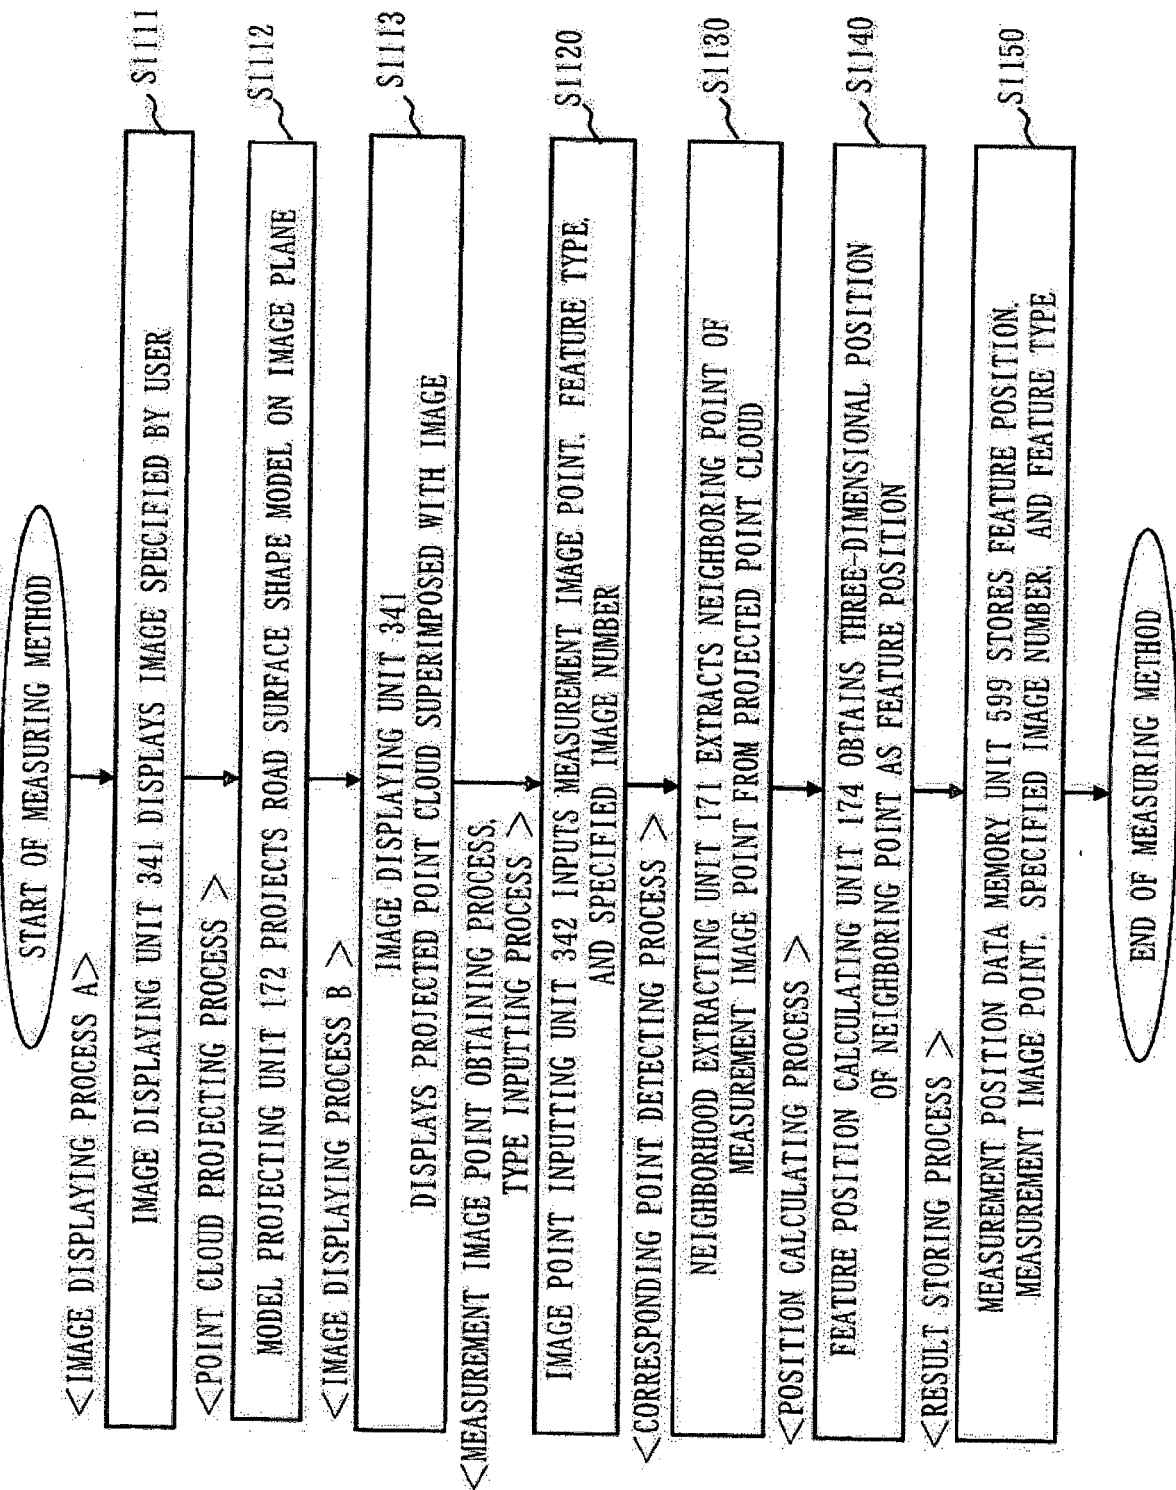 START OF MEASURING METHOD
<IMAGE DISPLAYING PROCESS A>
S1111
IMAGE DISPLAYING UNIT 341 DISPLAYS IMAGE SPECIFIED BY USER
<POINT CLOUD PROJECTING PROCESS >
S1112
MODEL PROJECTING UNIT 172 PROJECTS ROAD SURFACE SHAPE MODEL ON IMAGE PLANE
<IMAGE DISPLAYING PROCESS B >
S1113
IMAGE DISPLAYING UNIT 341
DISPLAYS PROJECTED POINT CLOUD SUPERIMPOSED WITH IMAGE
<MEASUREMENT IMAGE POINT OBTAINING PROCESS,
TYPE INPUTTING PROCESS >
S1120
IMAGE POINT INPUTING UNIT 342 INPUTS MEASUREMENT IMAGE POINT, FEATURE TYPE,
AND SPECIFIED IMAGE NUMBER
<CORRESPONDING POINT DETECTING PROCESS >
S1130
NEIGHBORHOOD EXTRACTING UNIT 171 EXTRACTS NEIGHBORING POINT OF
MEASUREMENT IMAGE POINT FROM PROJECTED POINT CLOUD
<POSITION CALCULATING PROCESS >
S1140
FEATURE POSITION CALCULATING UNIT 174 OBTAINS THREE-DIMENSIONAL POSITION
OF NEIGHBORING POINT AS FEATURE POSITION
<RESULT STORING PROCESS >
S1150
MEASUREMENT POSITION DATA MEMORY UNIT 599 STORES FEATURE POSITION,
MEASUREMENT IMAGE POINT, SPECIFIED IMAGE NUMBER, AND FEATURE TYPE
END OF MEASURING METHOD